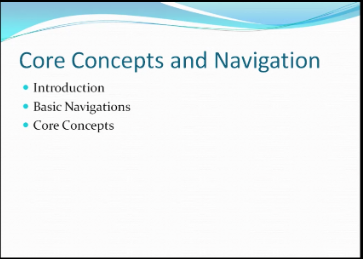 Core Concepts and Navigation
Introduction
Basic Navigations
Core Concepts